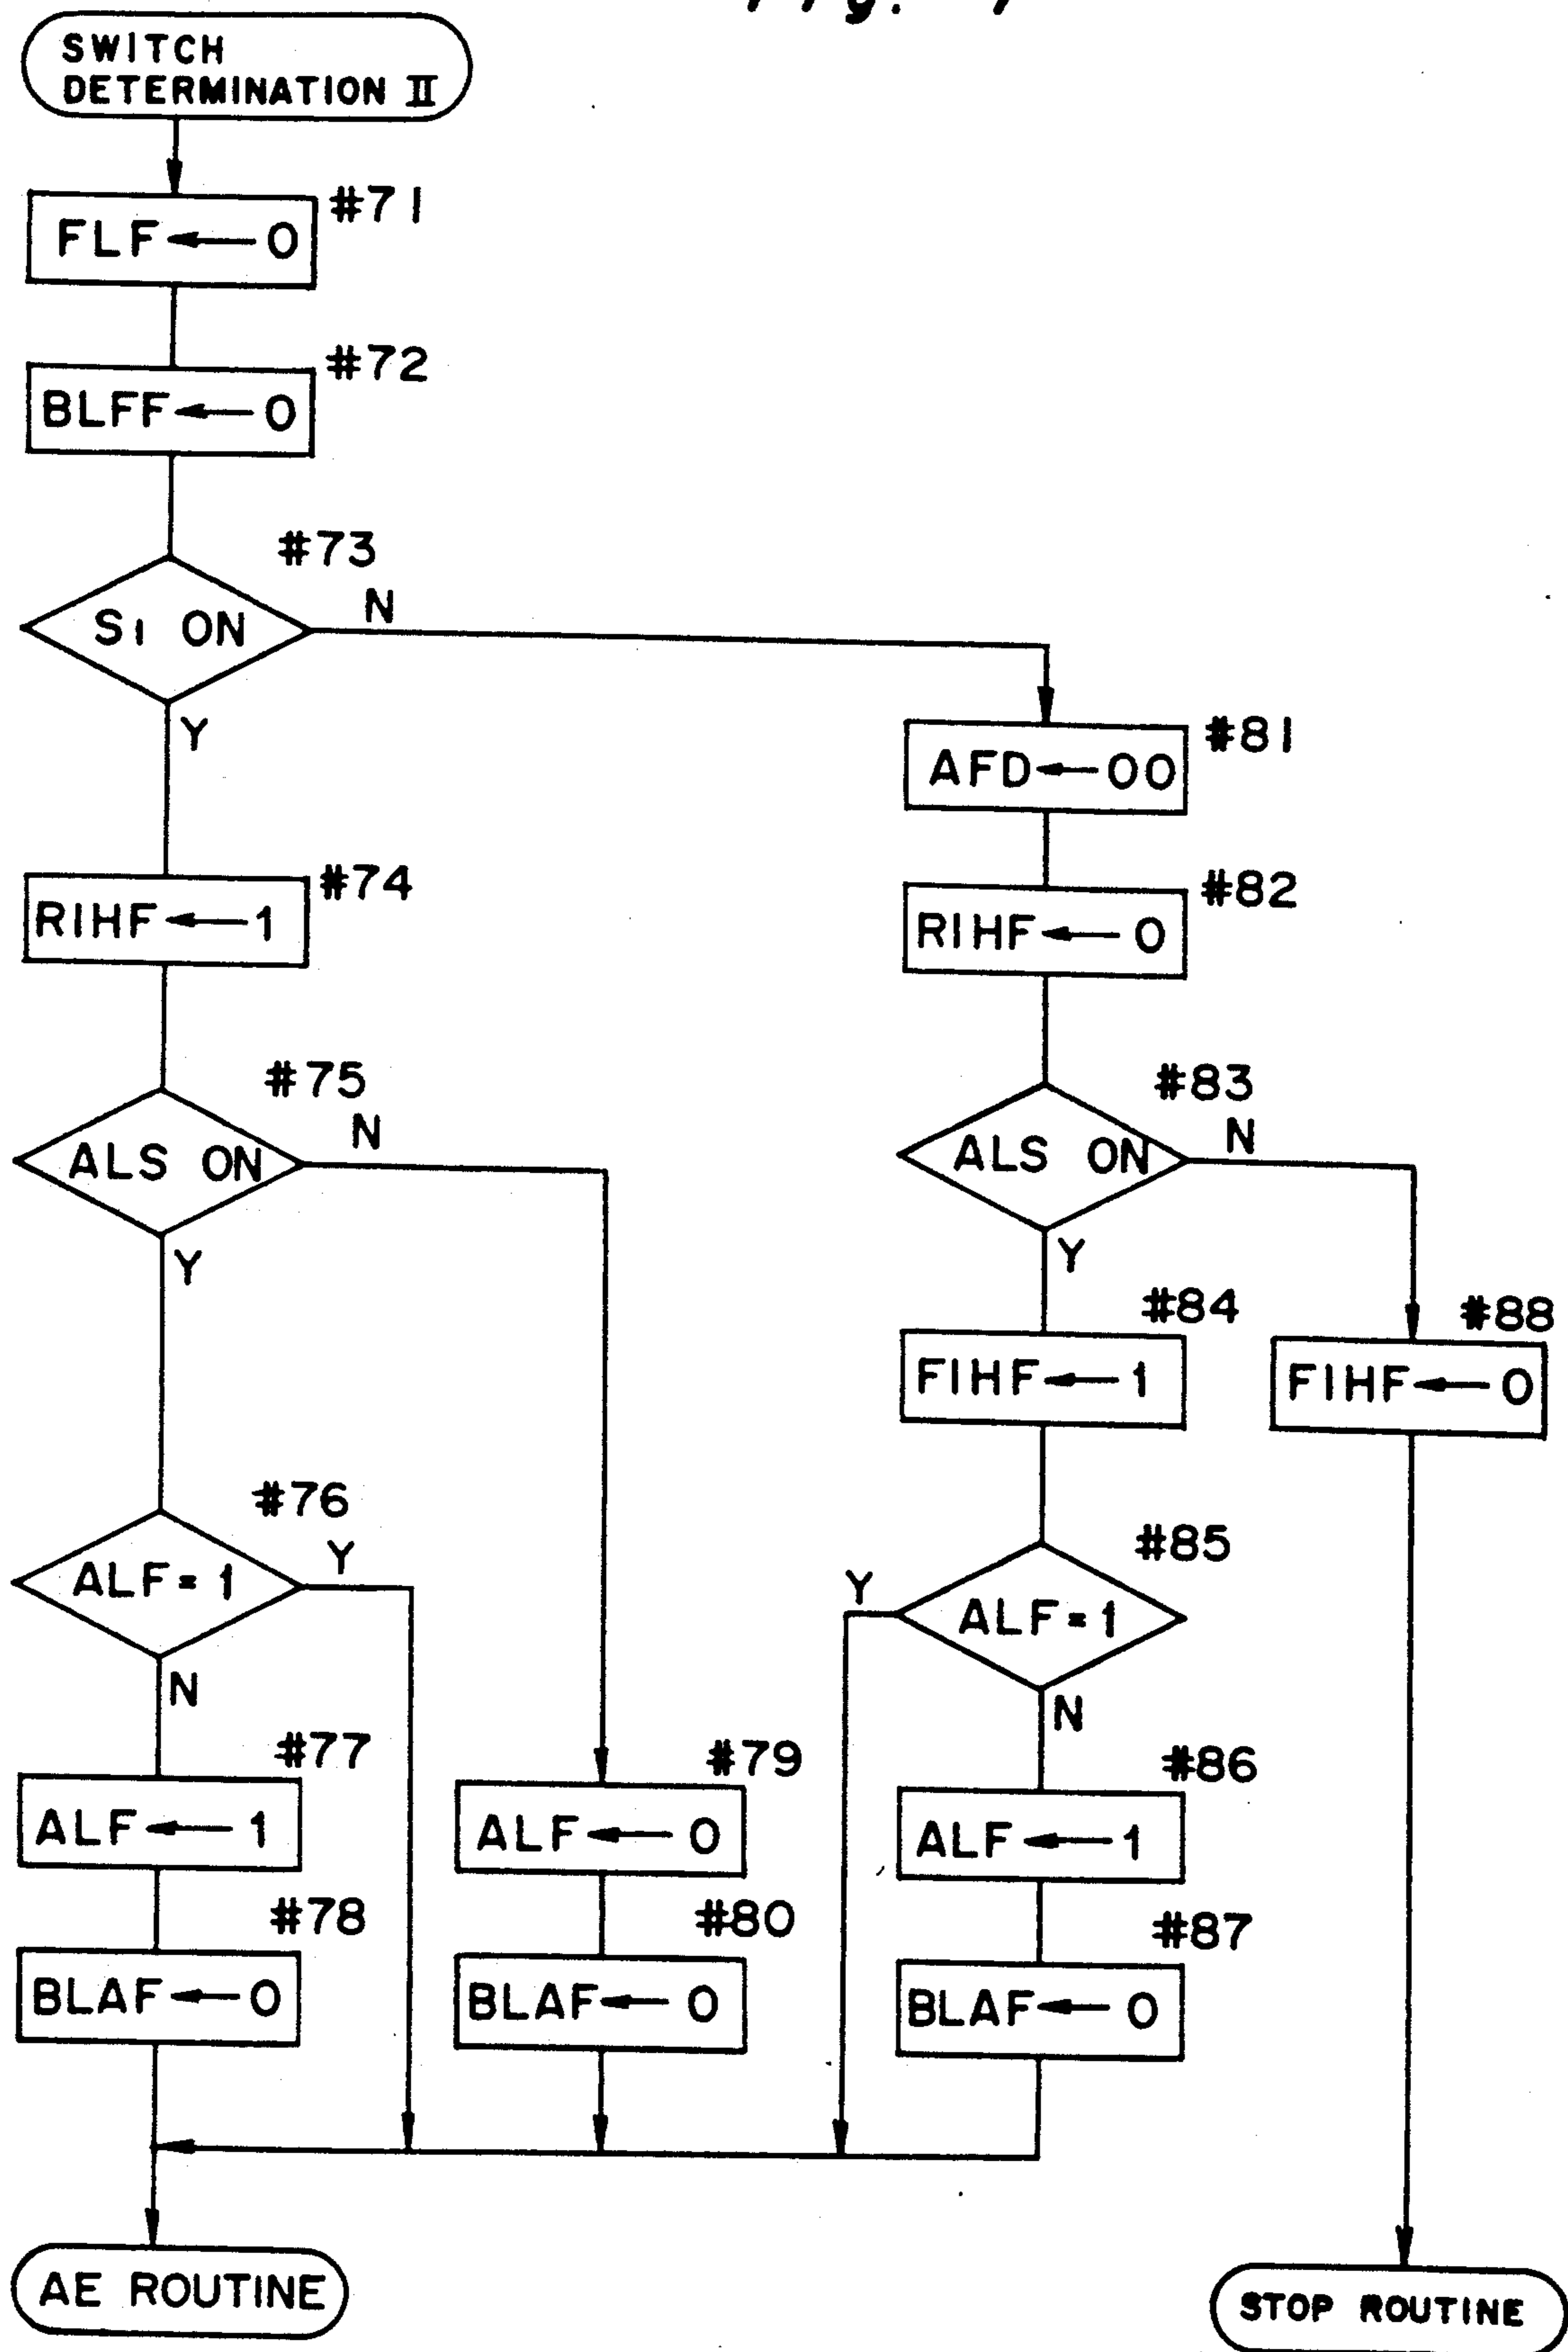 SWITCH
DETERMINATION II
#71
FLF ← 0
#72
BLFF ← 0
#73
S1 ON
N
Y
#81
AFD ← 00
#74
RIHF ← 1
#82
RIHF ← 0
#75
ALS ON
N
Y
#83
ALS ON
N
Y
#84
FIHF ← 1
#88
FIHF ← 0
#76
ALF = 1
Y
N
#85
ALF = 1
Y
N
#77
ALF ← 1
#79
ALF ← 0
#86
ALF ← 1
#78
BLAF ← 0
#80
BLAF ← 0
#87
BLAF ← 0
AE ROUTINE
STOP ROUTINE